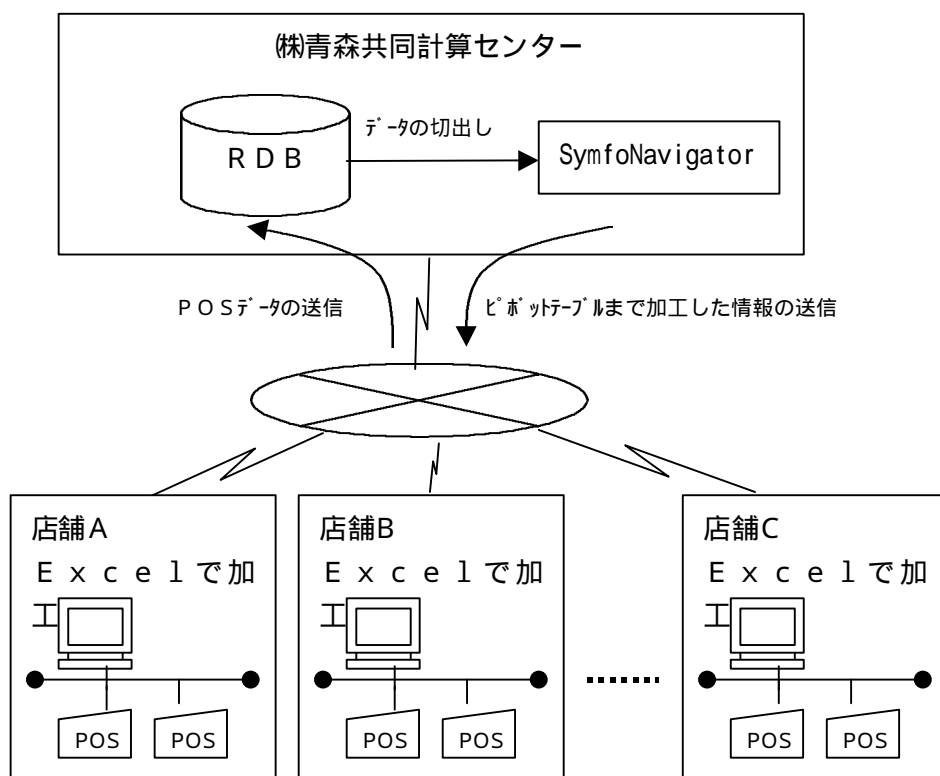 ㈱青森共同計算センター
ﾃﾞｰﾀの切出し
ＲＤＢ
SymfoNavigator
ＰＯＳﾃﾞｰﾀの送信
ﾋﾟﾎﾞｯﾄﾃｰﾌﾞﾙまで加工した情報の送信
店舗A
Ｅｘｃｅｌで加
工
POS
POS
店舗B
Ｅｘｃｅｌで加
工
POS
POS
店舗C
Ｅｘｃｅｌで加
工
POS
POS